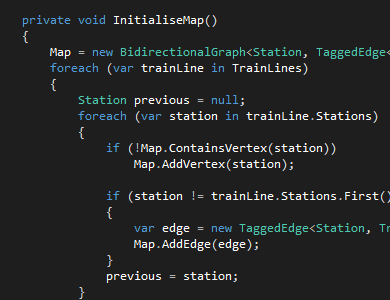 private void InitialiseMap()
{
Map = new BidirectionalGraph<Station, TaggedEdge<
foreach (var trainLine in TrainLines)
{
Station previous = null;
foreach (var station in trainLine.Stations)
{
if (!Map.ContainsVertex(station))
Map.AddVertex(station);
if (station != trainLine.Stations.First()
{
var edge = new TaggedEdge<Station, Tr
Map.AddEdge(edge);
}
previous = station;
}